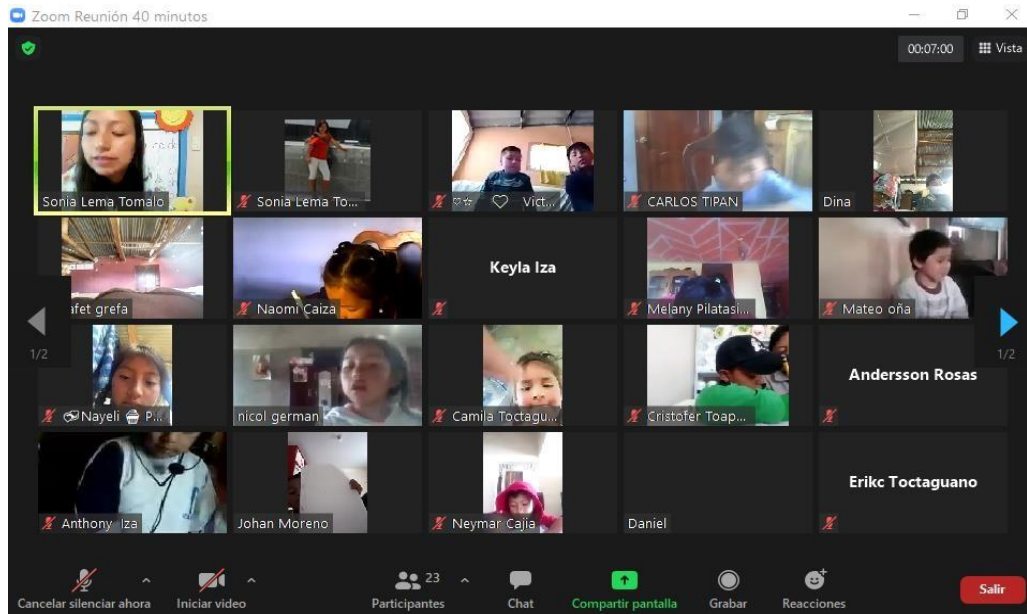 Zoom Reunión 40 minutos
00:07:00
Vista
Sonia Lema Tomalo
Sonia Lema To...
Vict...
CARLOS TIPAN
Dina
afet grefa
Naomi Caiza
Keyla Iza
Melany Pilatasi...
Mateo oña
1/2
1/2
Nayeli P...
nicol german
Camila Toctagu...
Cristofer Toap...
Andersson Rosas
Anthony Iza
Johan Moreno
Neymar Cajia
Daniel
Erikc Toctaguano
Cancelar silenciar ahora
Iniciar video
23
Participantes
Chat
Compartir pantalla
Grabar
Reacciones
Salir